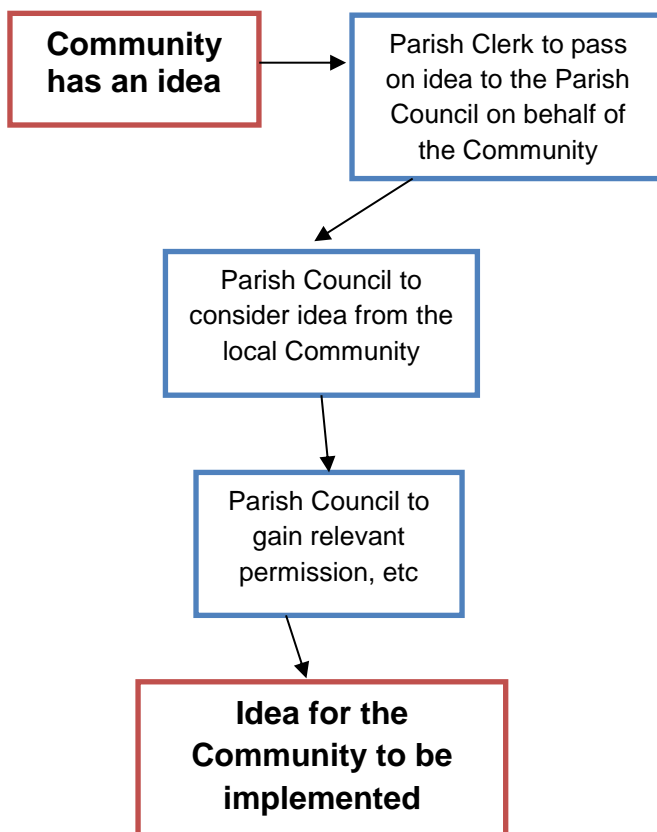 Community
has an idea
Parish Clerk to pass
on idea to the Parish
Council on behalf of
the Community
Parish Council to
consider idea from the
local Community
Parish Council to
gain relevant
permission, etc
Idea for the
Community to be
implemented